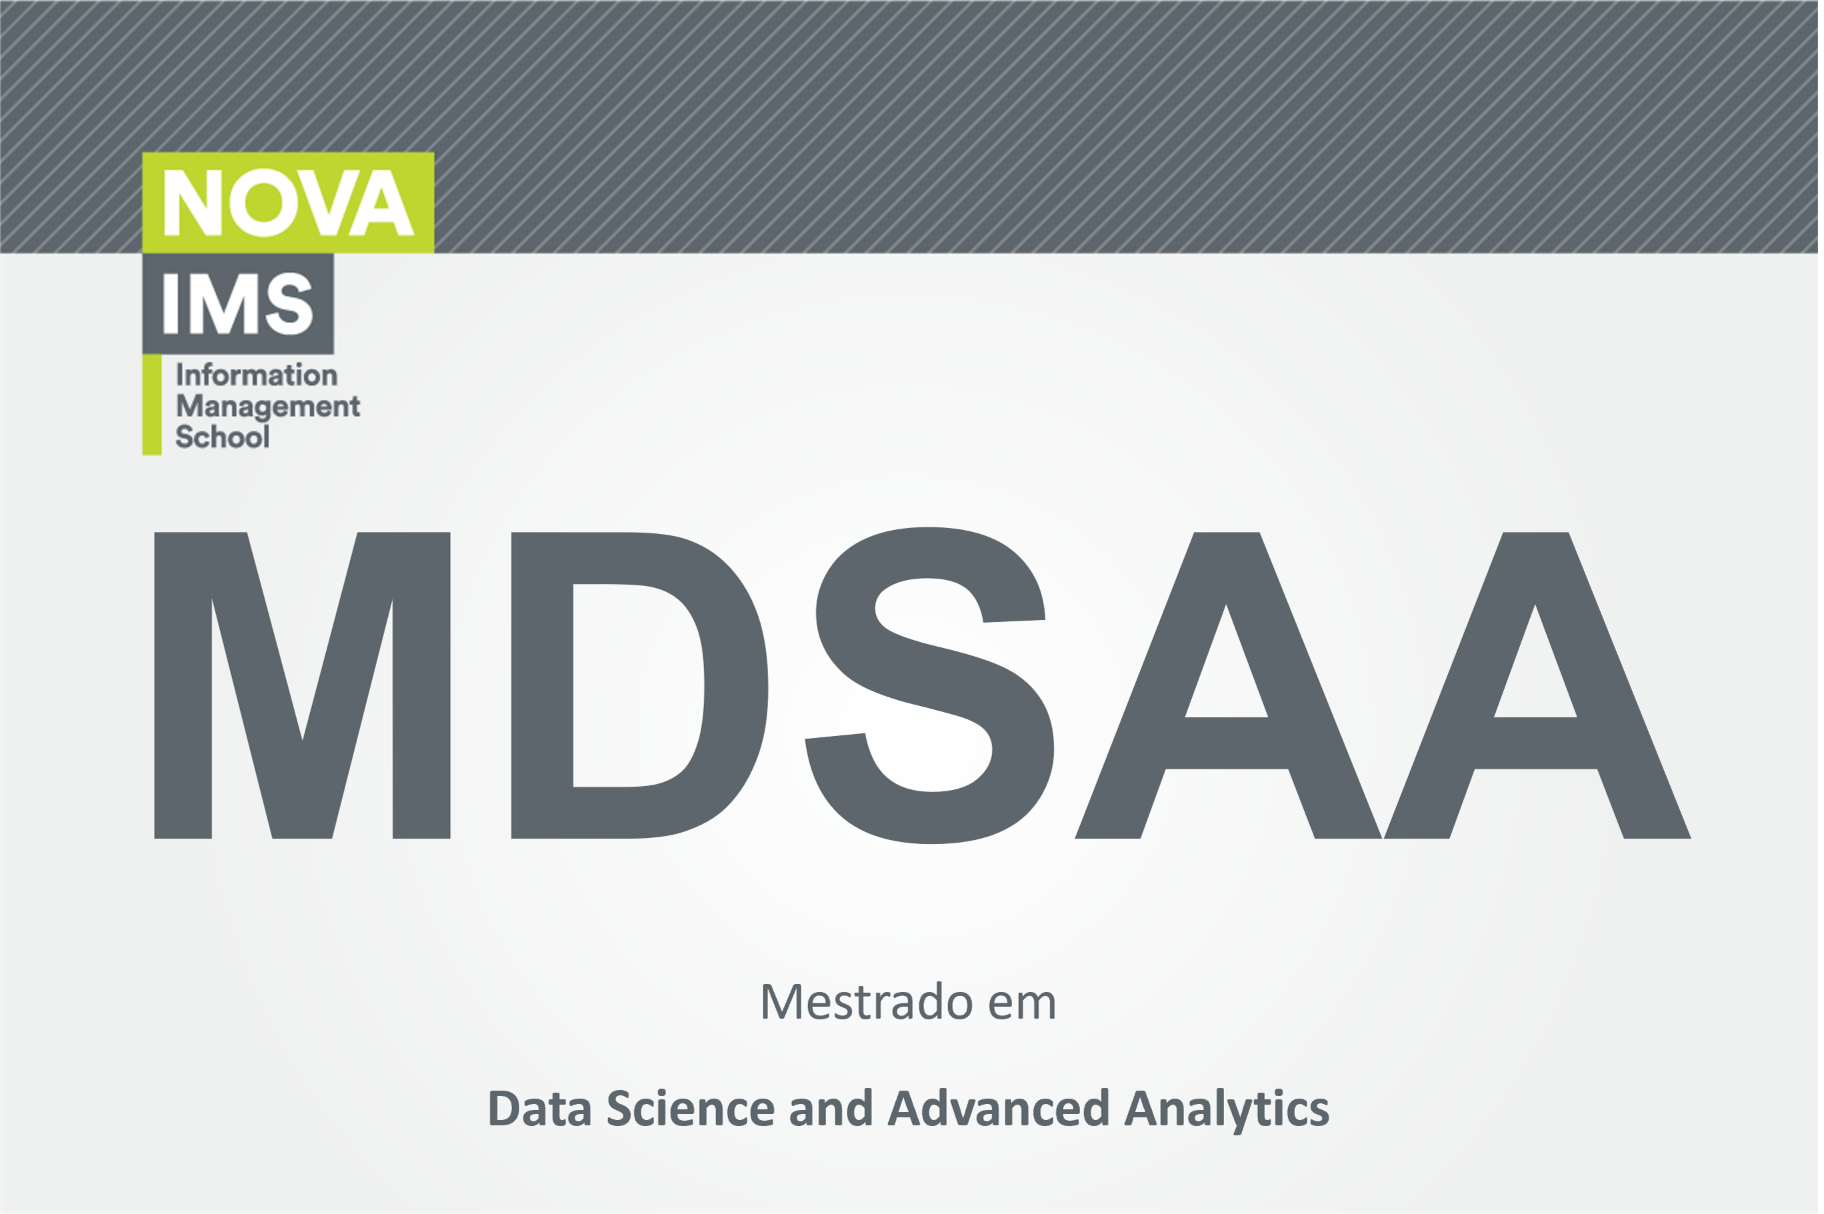 NOVA
IMS
Information
Management
School
MDSAA
Mestrado em
Data Science and Advanced Analytics